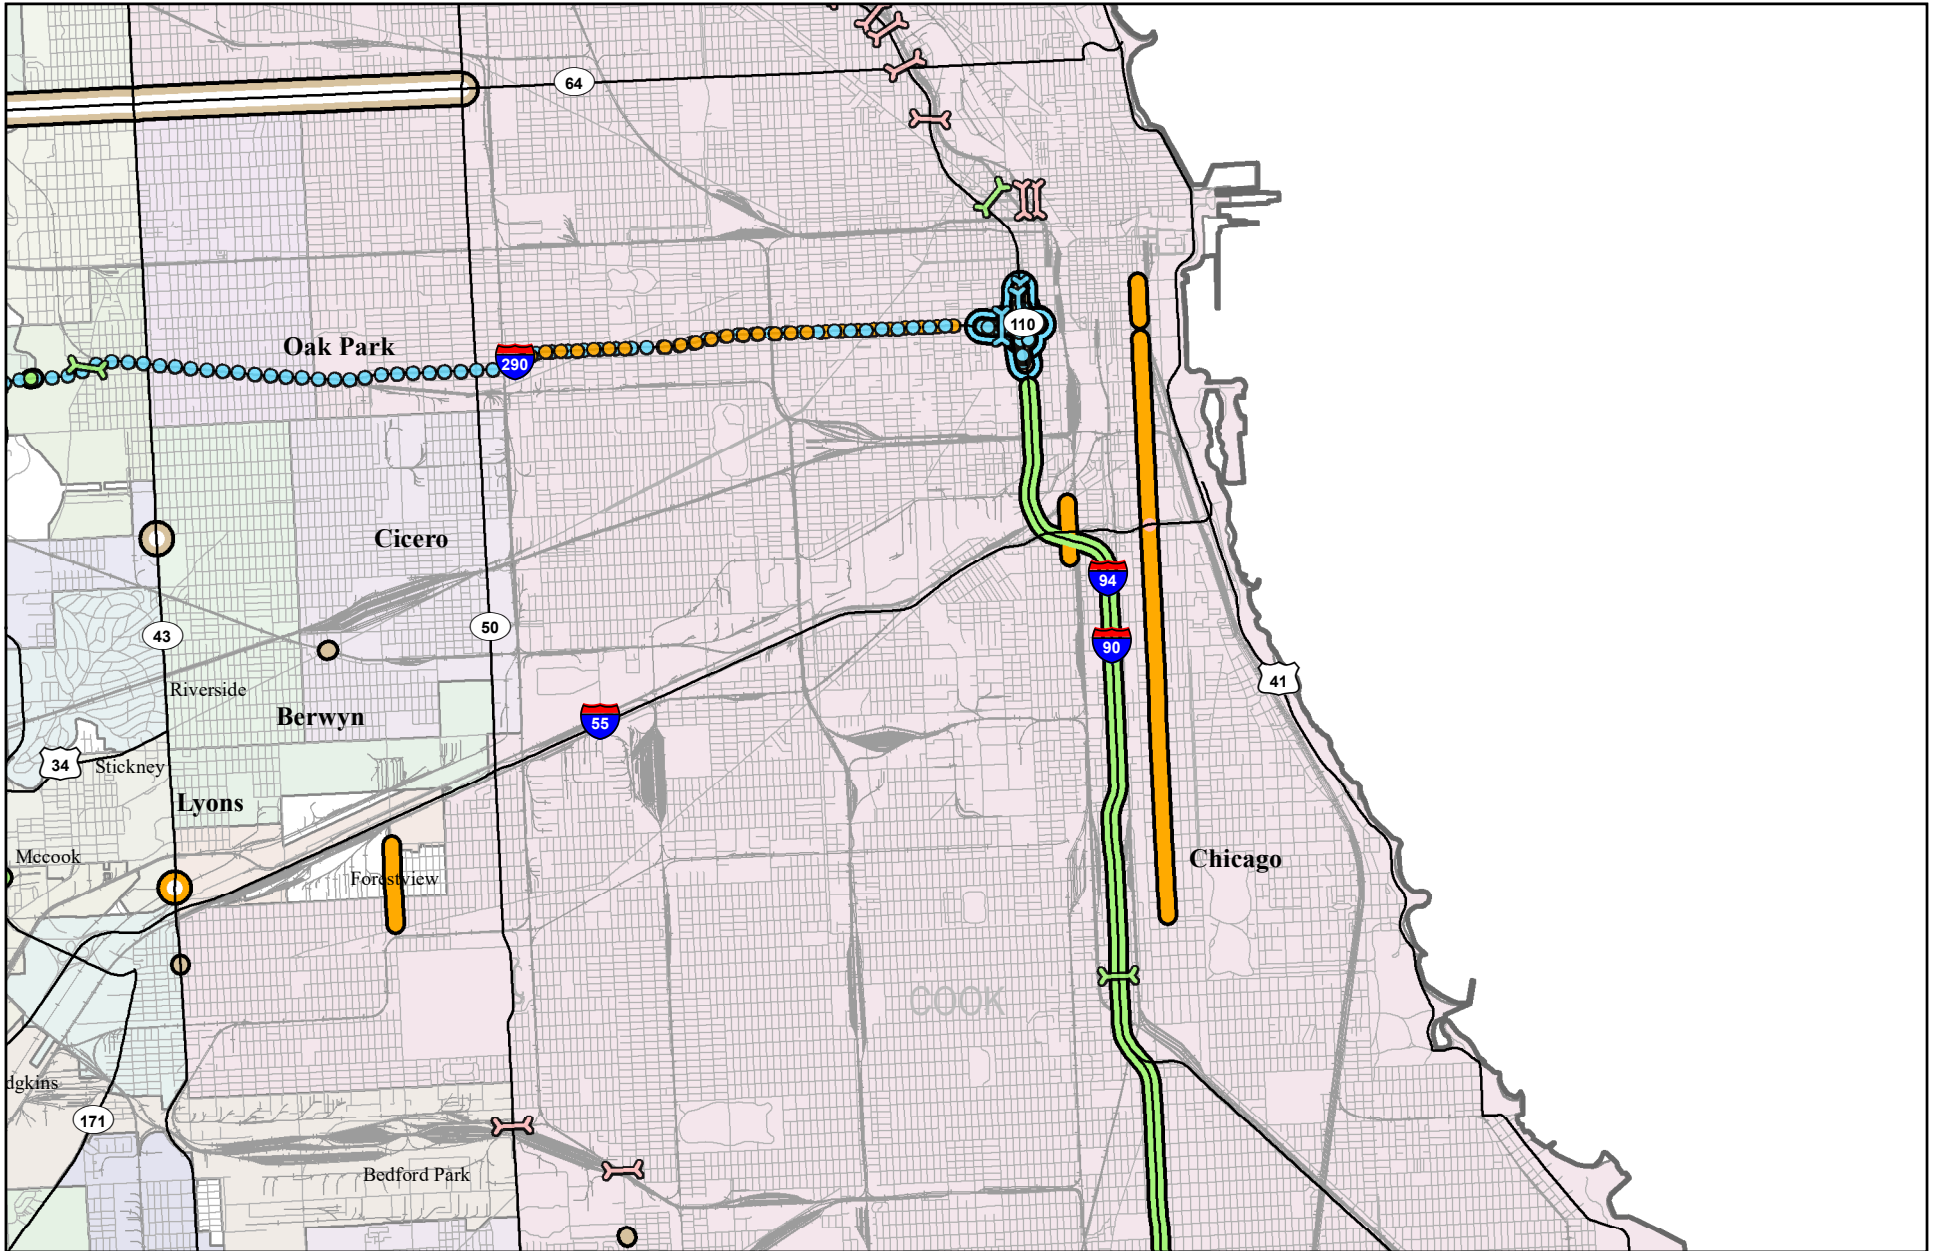 64
110
Oak Park
290
Cicero
94
43
50
90
41
Riverside
Berwyn
55
34
Stickney
Lyons
Mccook
Chicago
Forestview
COOK
dgkins
171
Bedford Park